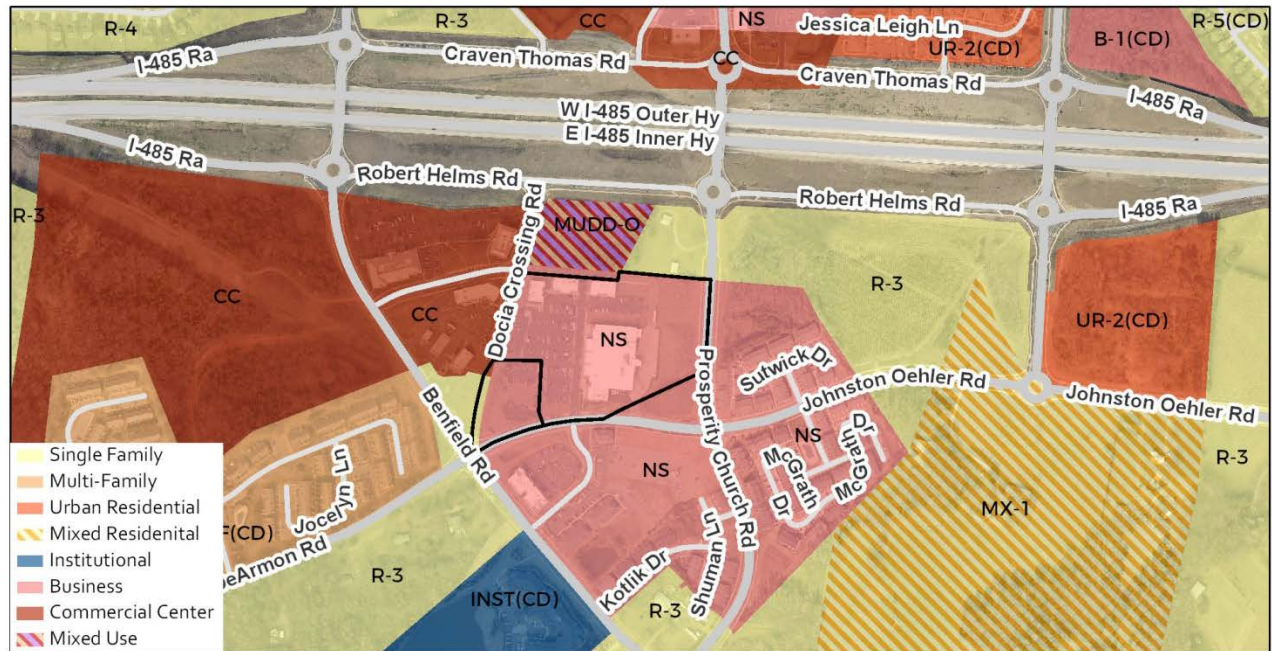 R-4
R-3
CC
NS
Jessica Leigh Ln
UR-2(CD)
B-1(CD)
R-5(CD)
I-485 Ra
Craven Thomas Rd
CC
Craven Thomas Rd
I-485 Ra
W I-485 Outer Hy
E I-485 Inner Hy
I-485 Ra
Robert Helms Rd
Robert Helms Rd
I-485 Ra
R-3
Docia Crossing Rd
MUDD-O
R-3
CC
CC
NS
UR-2(CD)
Prosperity Church Rd
Sutwick Dr
Johnston Oehler Rd
Johnston Oehler Rd
Benfield Rd
NS
NS
McGrath Dr
McGrath Dr
R-3
MX-1
Jocelyn Ln
F(CD)
DeArmon Rd
R-3
Kotlik Dr
Shuman Ln
R-3
INST(CD)
Single Family
Multi-Family
Urban Residential
Mixed Residenital
Institutional
Business
Commercial Center
Mixed Use